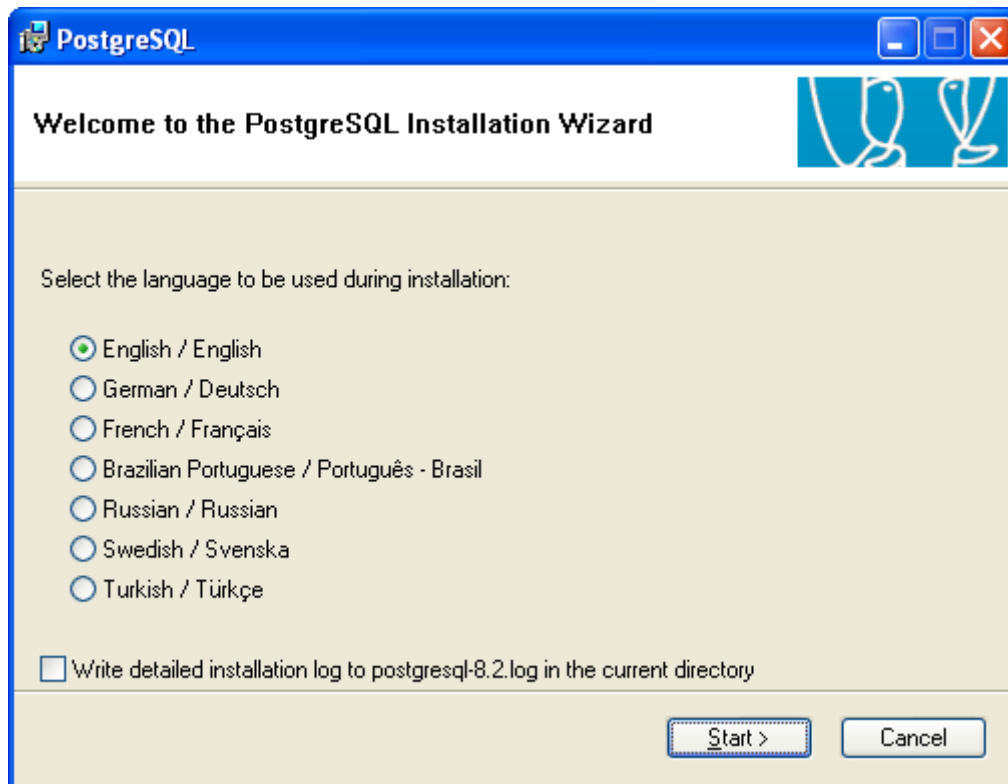 PostgreSQL
Welcome to the PostgreSQL Installation Wizard
Select the language to be used during installation:
English / English
German / Deutsch
French / Français
Brazilian Portuguese / Português - Brasil
Russian / Russian
Swedish / Svenska
Turkish / Türkçe
Write detailed installation log to postgresql-8.2.log in the current directory
Start > Cancel